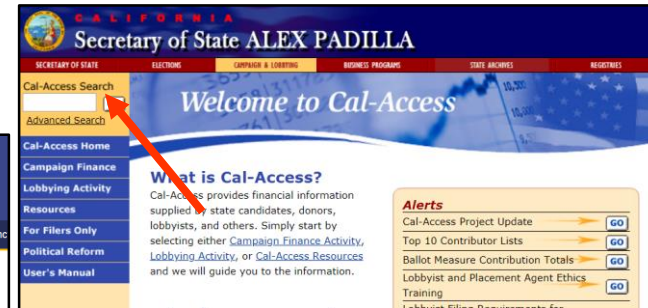 CALIFORNIA
Secretary of State ALEX PADILLA
SECRETARY OF STATE ELECTIONS CAMPAIGN & LOBBYING BUSINESS PROGRAMS STATE ARCHIVES REGISTRIES
Cal-Access Search
Advanced Search
Welcome to Cal-Access
Cal-Access Home
Campaign Finance
Lobbying Activity
Resources
For Filers Only
Political Reform
User's Manual
What is Cal-Access?
Cal-Access provides financial information
supplied by state candidates, donors,
lobbyists, and others. Simply start by
selecting either Campaign Finance Activity,
Lobbying Activity, or Cal-Access Resources
and we will guide you to the information.
Alerts
Cal-Access Project Update GO
Top 10 Contributor Lists GO
Ballot Measure Contribution Totals GO
Lobbyist and Placement Agent Ethics
Training GO
Lobbyist Filing Requirements for